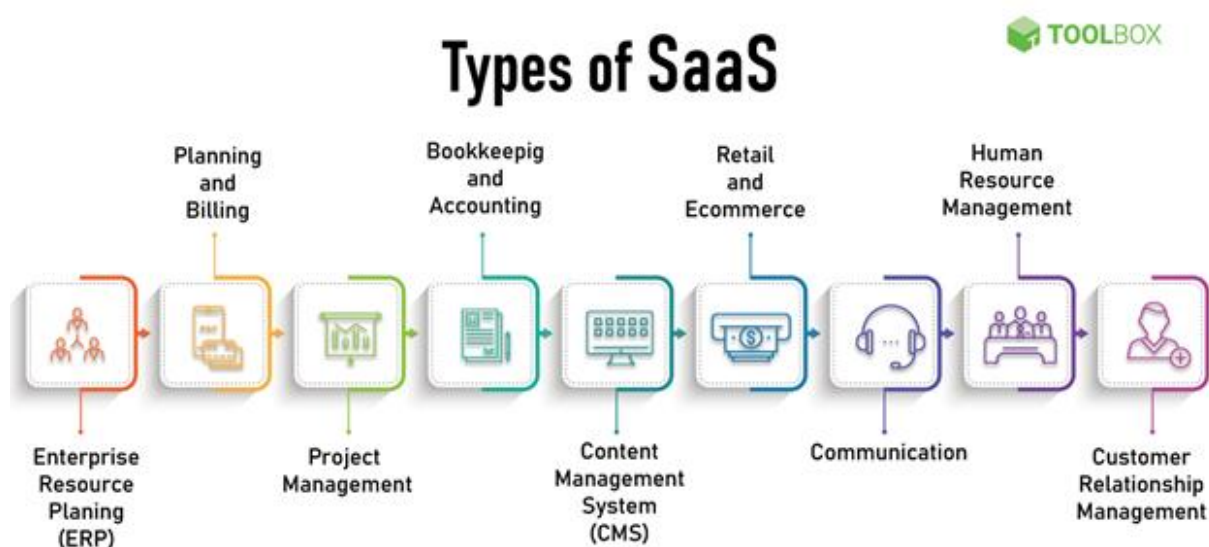 Types of SaaS
TOOLBOX
Enterprise
Resource
Planing
(ERP)
Planning
and
Billing
Project
Management
Bookkeepig
and
Accounting
Content
Management
System
(CMS)
Retail
and
Ecommerce
Communication
Human
Resource
Management
Customer
Relationship
Management